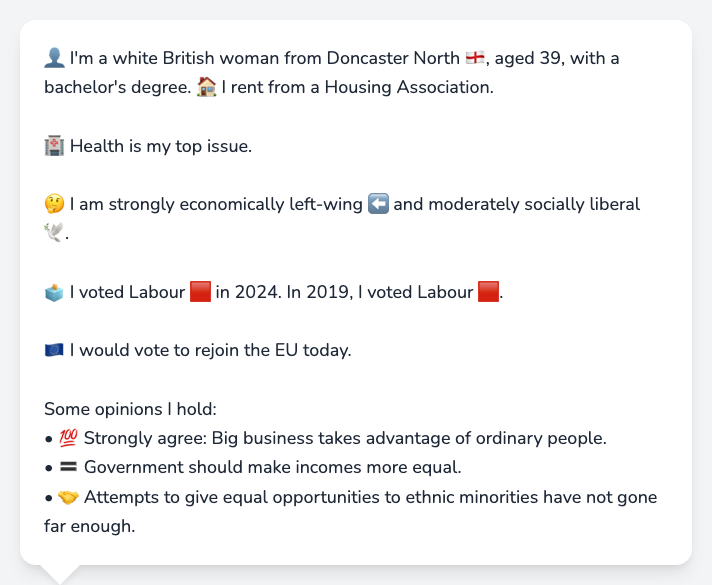 👤 I'm a white British woman from Doncaster North 🏴󠁧󠁢󠁥󠁮󠁧󠁿, aged 39, with a
bachelor's degree. 🏠 I rent from a Housing Association.
🏥 Health is my top issue.
🤔 I am strongly economically left-wing ⬅️ and moderately socially liberal
🕊️.
🗳️ I voted Labour 🟥 in 2024. In 2019, I voted Labour 🟥.
🇪🇺 I would vote to rejoin the EU today.
Some opinions I hold:
• 💯 Strongly agree: Big business takes advantage of ordinary people.
• 🟰 Government should make incomes more equal.
• 🤝 Attempts to give equal opportunities to ethnic minorities have not gone
far enough.